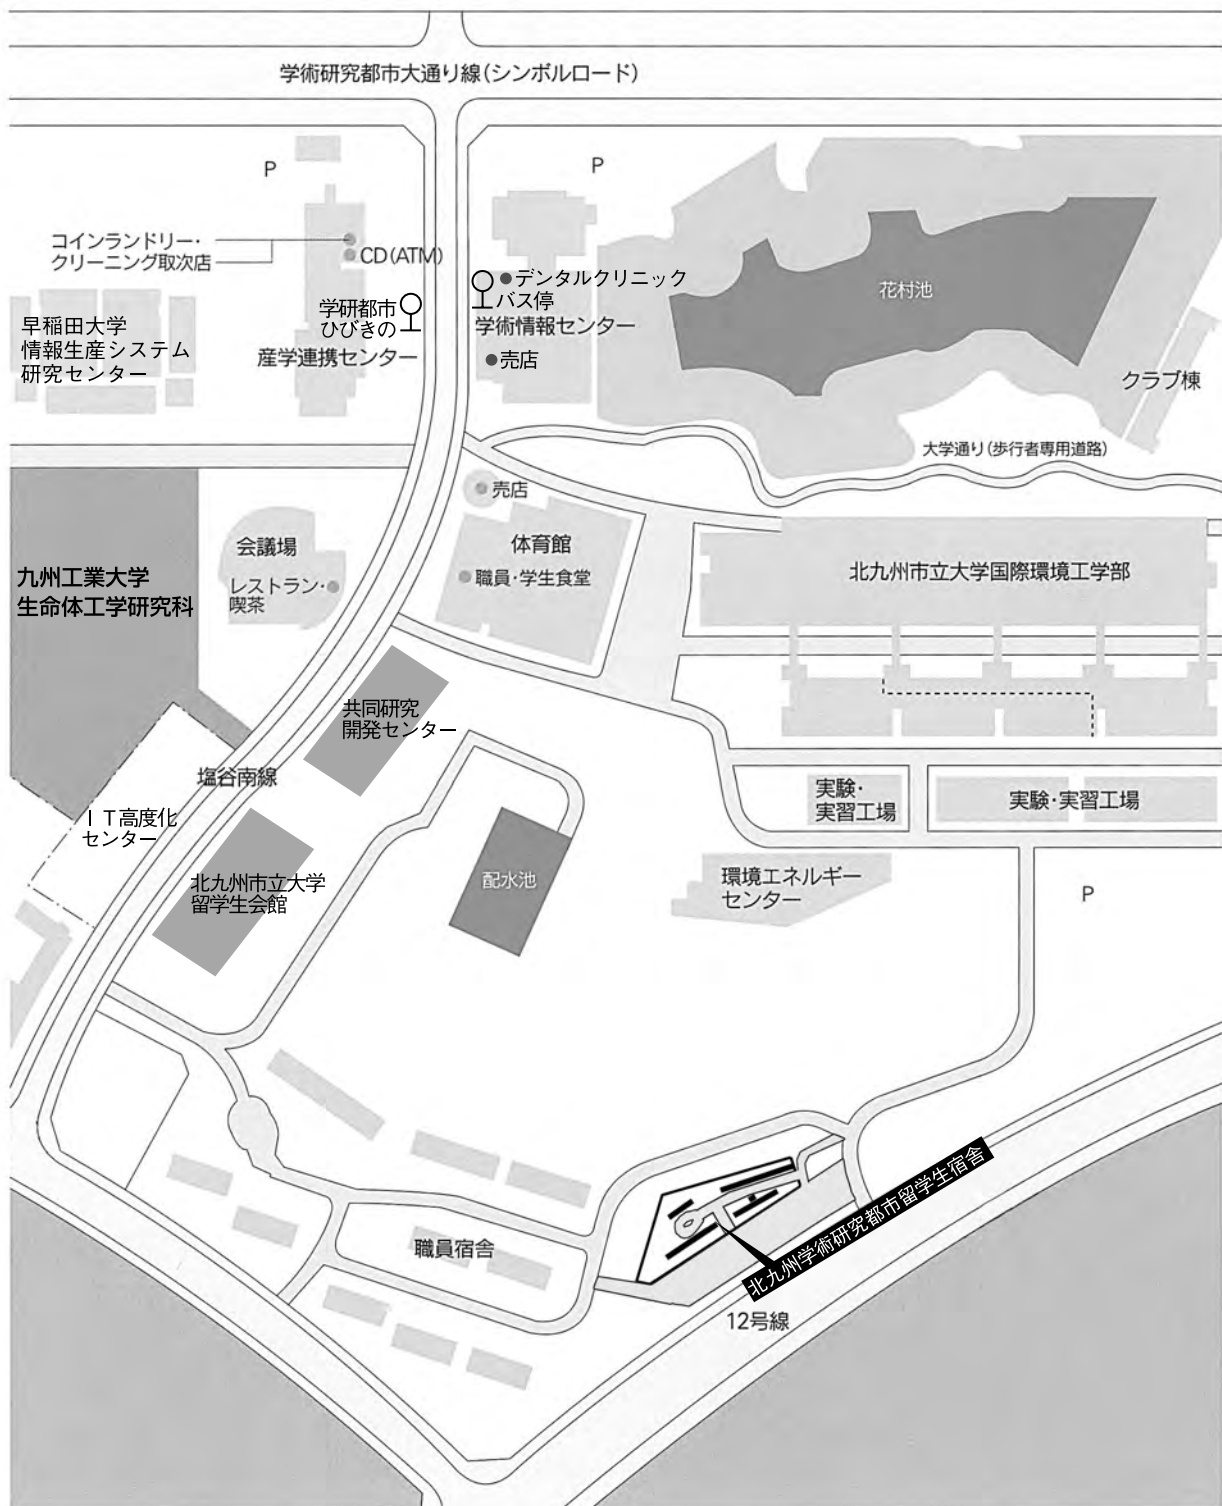 学術研究都市大通り線(シンボルロード)
P
P
コインランドリー・
クリーニング取次店
CD(ATM)
デンタルクリニック
バス停
学研都市
ひびきの
学術情報センター
花村池
早稲田大学
情報生産システム
研究センター
産学連携センター
売店
クラブ棟
大学通り(歩行者専用道路)
売店
会議場
体育館
レストラン・
喫茶
職員・学生食堂
北九州市立大学国際環境工学部
九州工業大学
生命体工学研究科
共同研究
開発センター
塩谷南線
実験・
実習工場
実験・実習工場
IT高度化
センター
北九州市立大学
留学生会館
配水池
環境エネルギー
センター
P
北九州学術研究都市留学生宿舎
職員宿舎
12号線